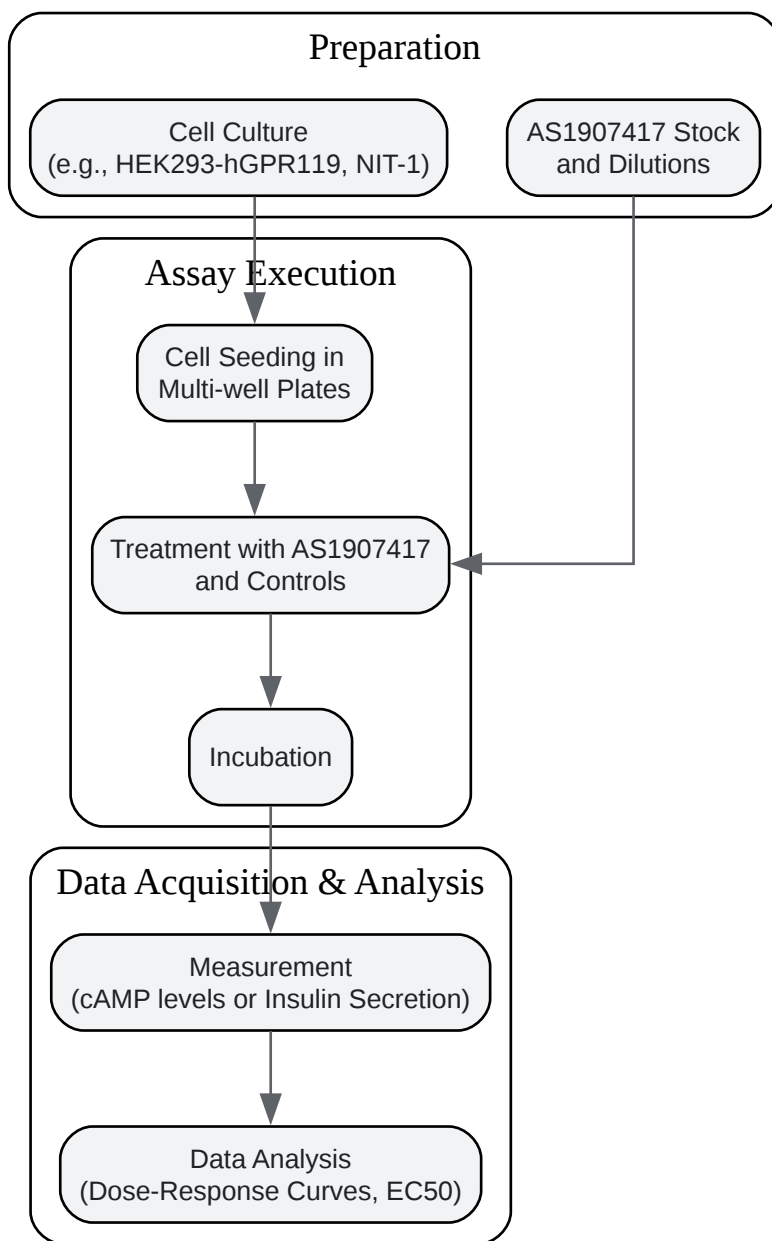 Preparation
Cell Culture
(e.g., HEK293-hGPR119, NIT-1)
AS1907417 Stock
and Dilutions
Assay Execution
Cell Seeding in
Multi-well Plates
Treatment with AS1907417
and Controls
Incubation
Data Acquisition & Analysis
Measurement
(cAMP levels or Insulin Secretion)
Data Analysis
(Dose-Response Curves, EC50)